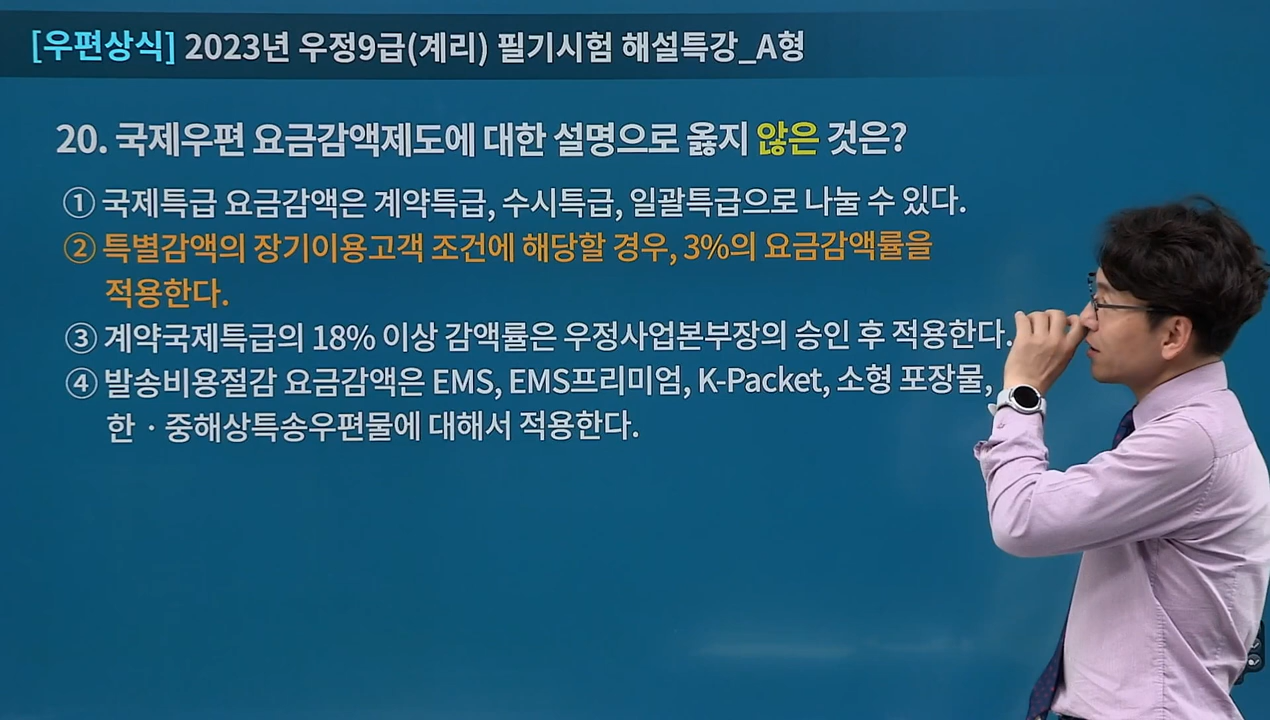 [우편상식] 2023년 우정9급(계리) 필기시험 해설특강_A형
20. 국제우편 요금감액제도에 대한 설명으로 옳지 않은 것은?
① 국제특급 요금감액은 계약특급, 수시특급, 일괄특급으로 나눌 수 있다.
② 특별감액의 장기이용고객 조건에 해당할 경우, 3%의 요금감액률을
적용한다.
③ 계약국제특급의 18% 이상 감액률은 우정사업본부장의 승인 후 적용한다.
④ 발송비용절감 요금감액은 EMS, EMS프리미엄, K-Packet, 소형 포장물,
한 · 중해상특송우편물에 대해서 적용한다.